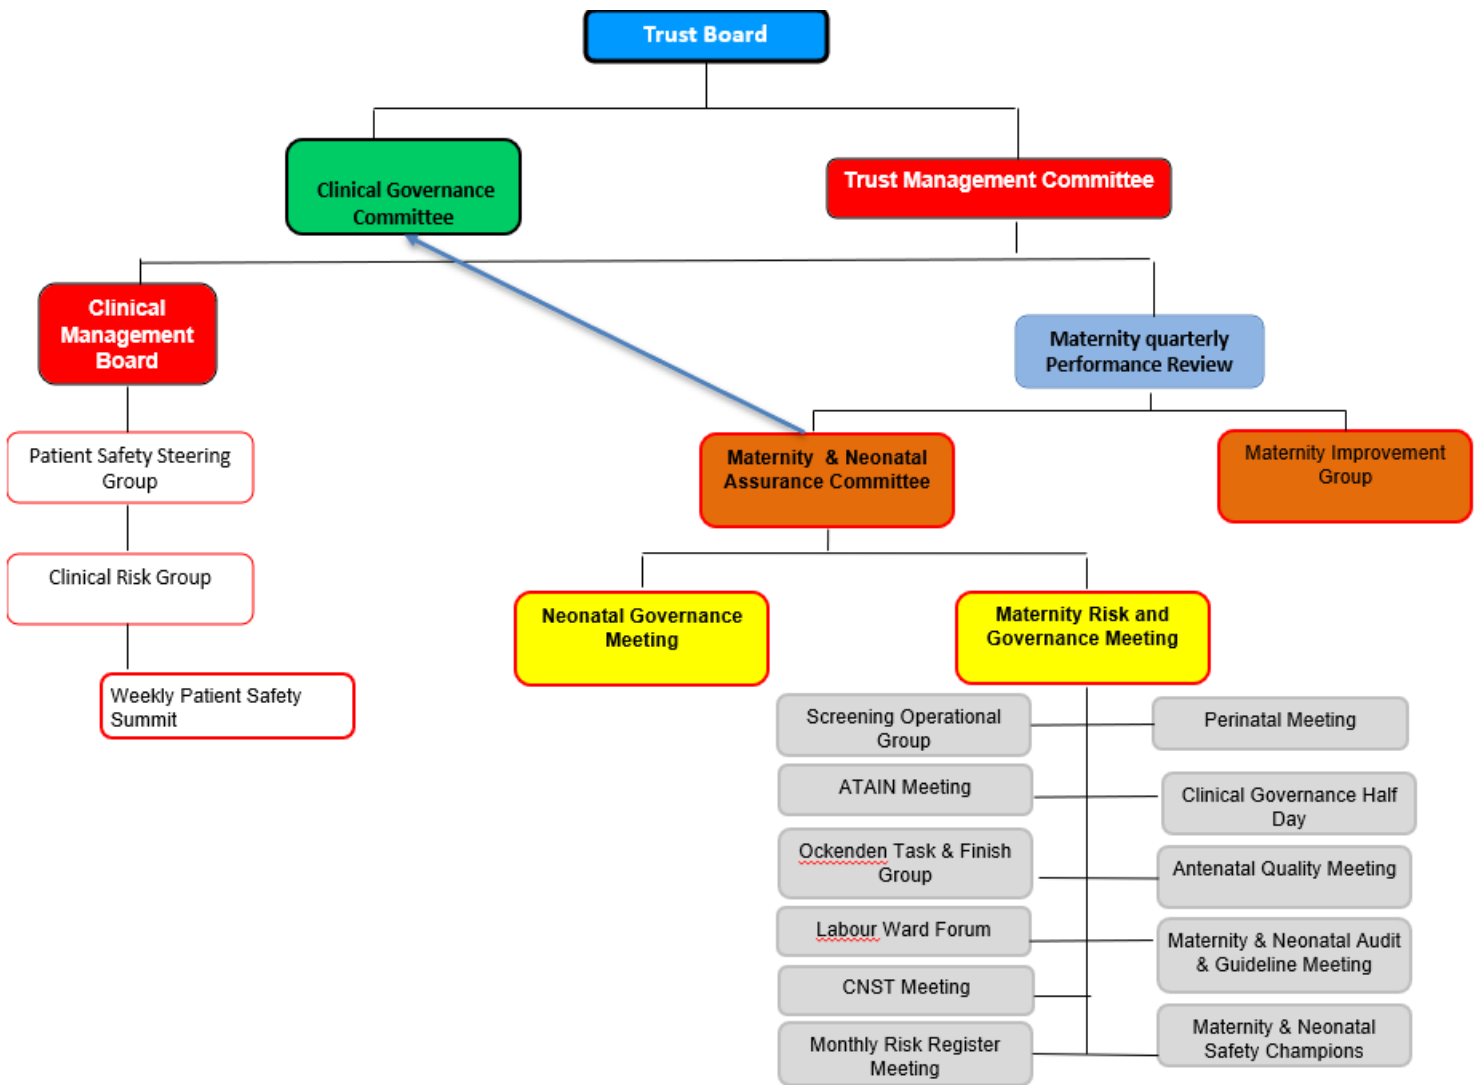 Trust Board
Clinical Governance
Committee
Trust Management Committee
Clinical
Management
Board
Maternity quarterly
Performance Review
Patient Safety Steering
Group
Maternity & Neonatal
Assurance Committee
Maternity Improvement
Group
Clinical Risk Group
Neonatal Governance
Meeting
Maternity Risk and
Governance Meeting
Weekly Patient Safety
Summit
Screening Operational
Group
Perinatal Meeting
ATAIN Meeting
Clinical Governance Half
Day
Ockenden Task & Finish
Group
Antenatal Quality Meeting
Labour Ward Forum
Maternity & Neonatal Audit
& Guideline Meeting
CNST Meeting
Monthly Risk Register
Meeting
Maternity & Neonatal
Safety Champions